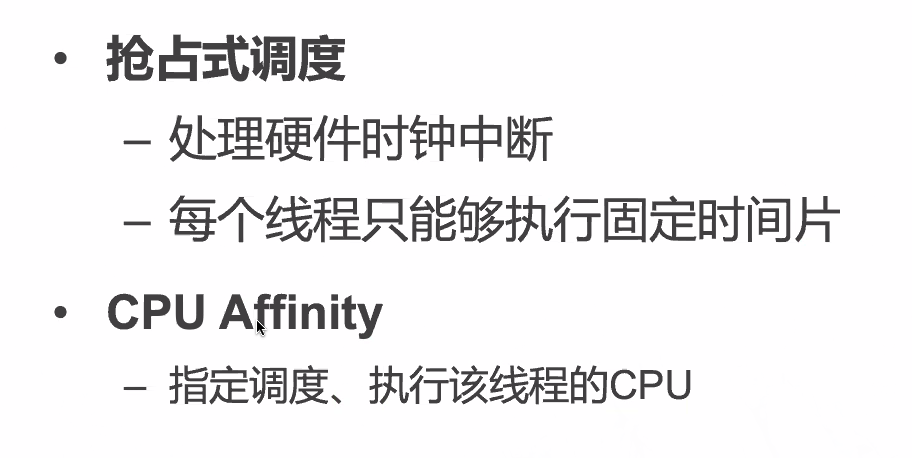 • 抢占式调度
– 处理硬件时钟中断
– 每个线程只能够执行固定时间片
• CPU Affinity
– 指定调度、执行该线程的CPU